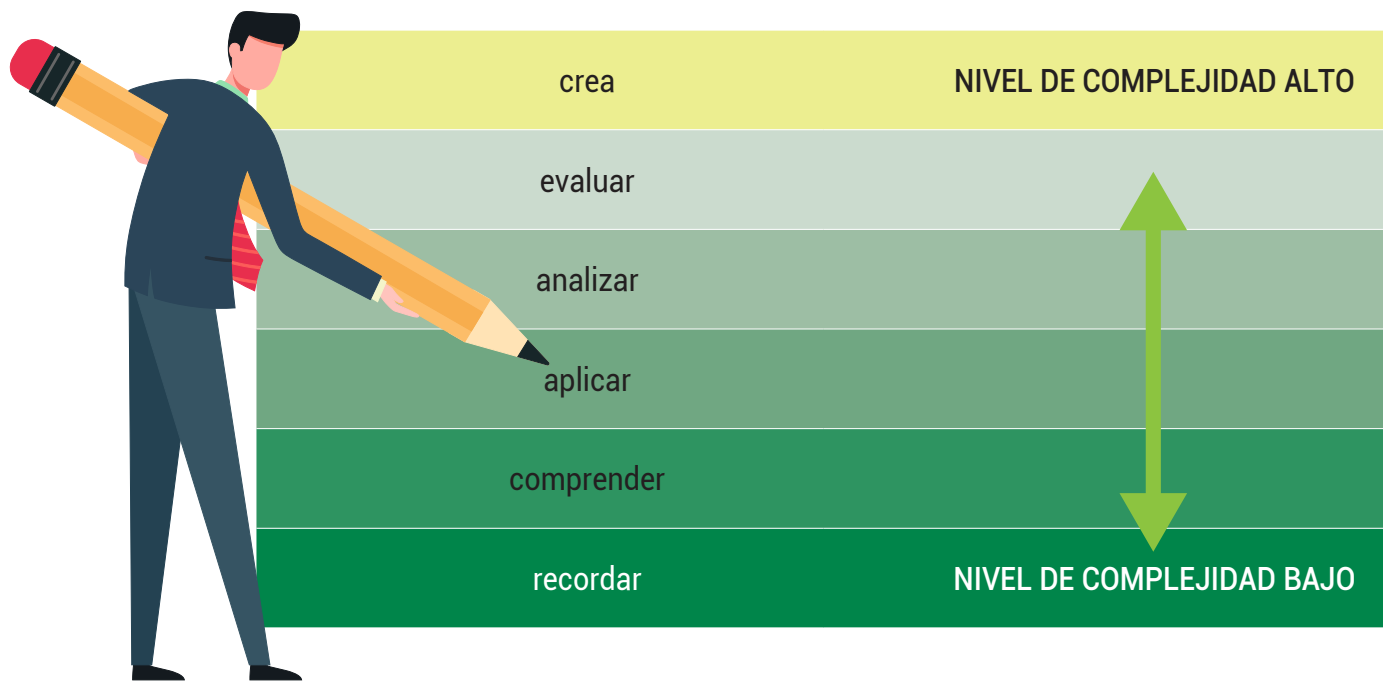 crea NIVEL DE COMPLEJIDAD ALTO
evaluar
analizar
aplicar
comprender
recordar NIVEL DE COMPLEJIDAD BAJO